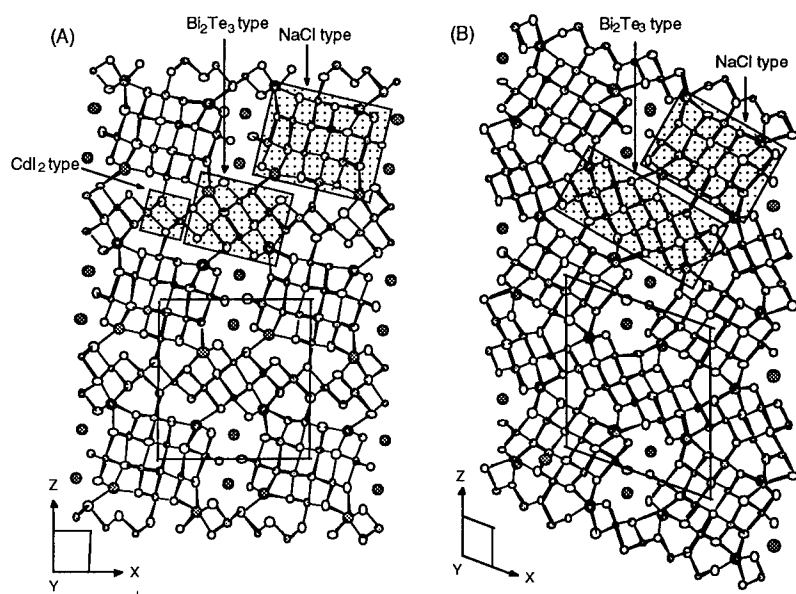 (A)
Bi₂Te₃ type
NaCl type
CdI₂ type
Z
Y
X
(B)
Bi₂Te₃ type
NaCl type
Z
Y
X